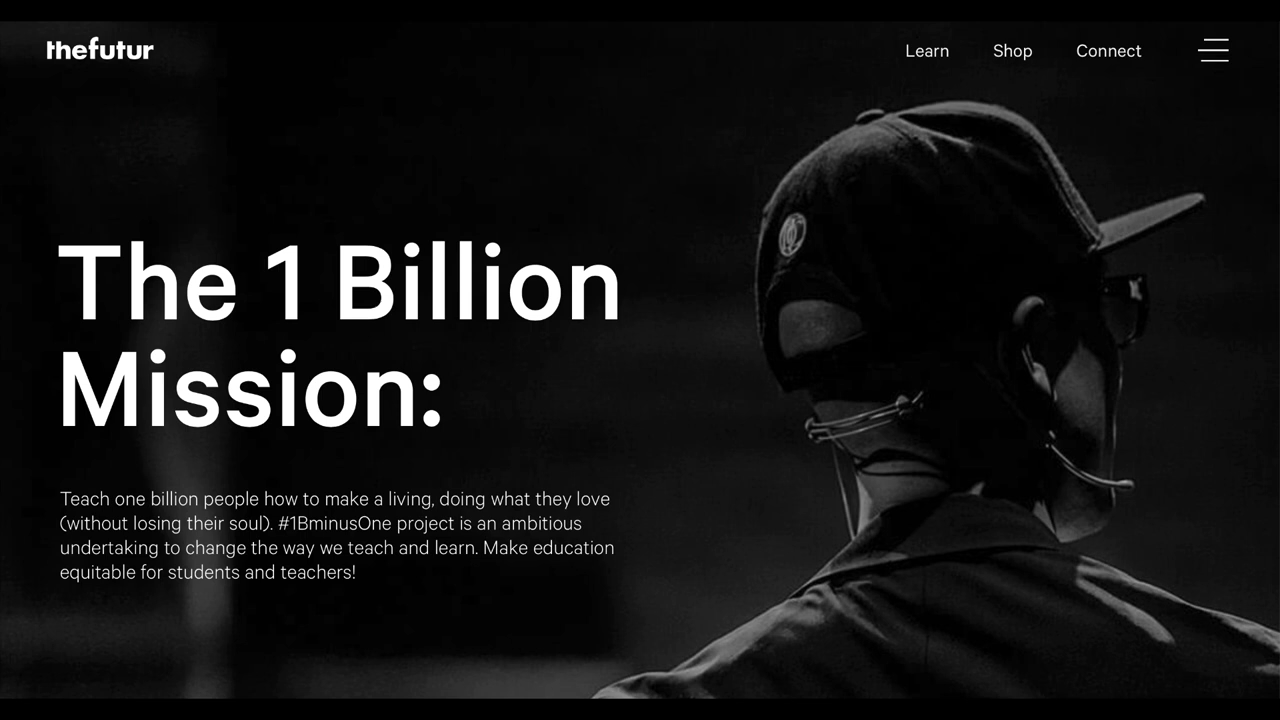 thefutur
Learn
Shop
Connect
The 1 Billion
Mission:
Teach one billion people how to make a living, doing what they love
(without losing their soul). #1BminusOne project is an ambitious
undertaking to change the way we teach and learn. Make education
equitable for students and teachers!